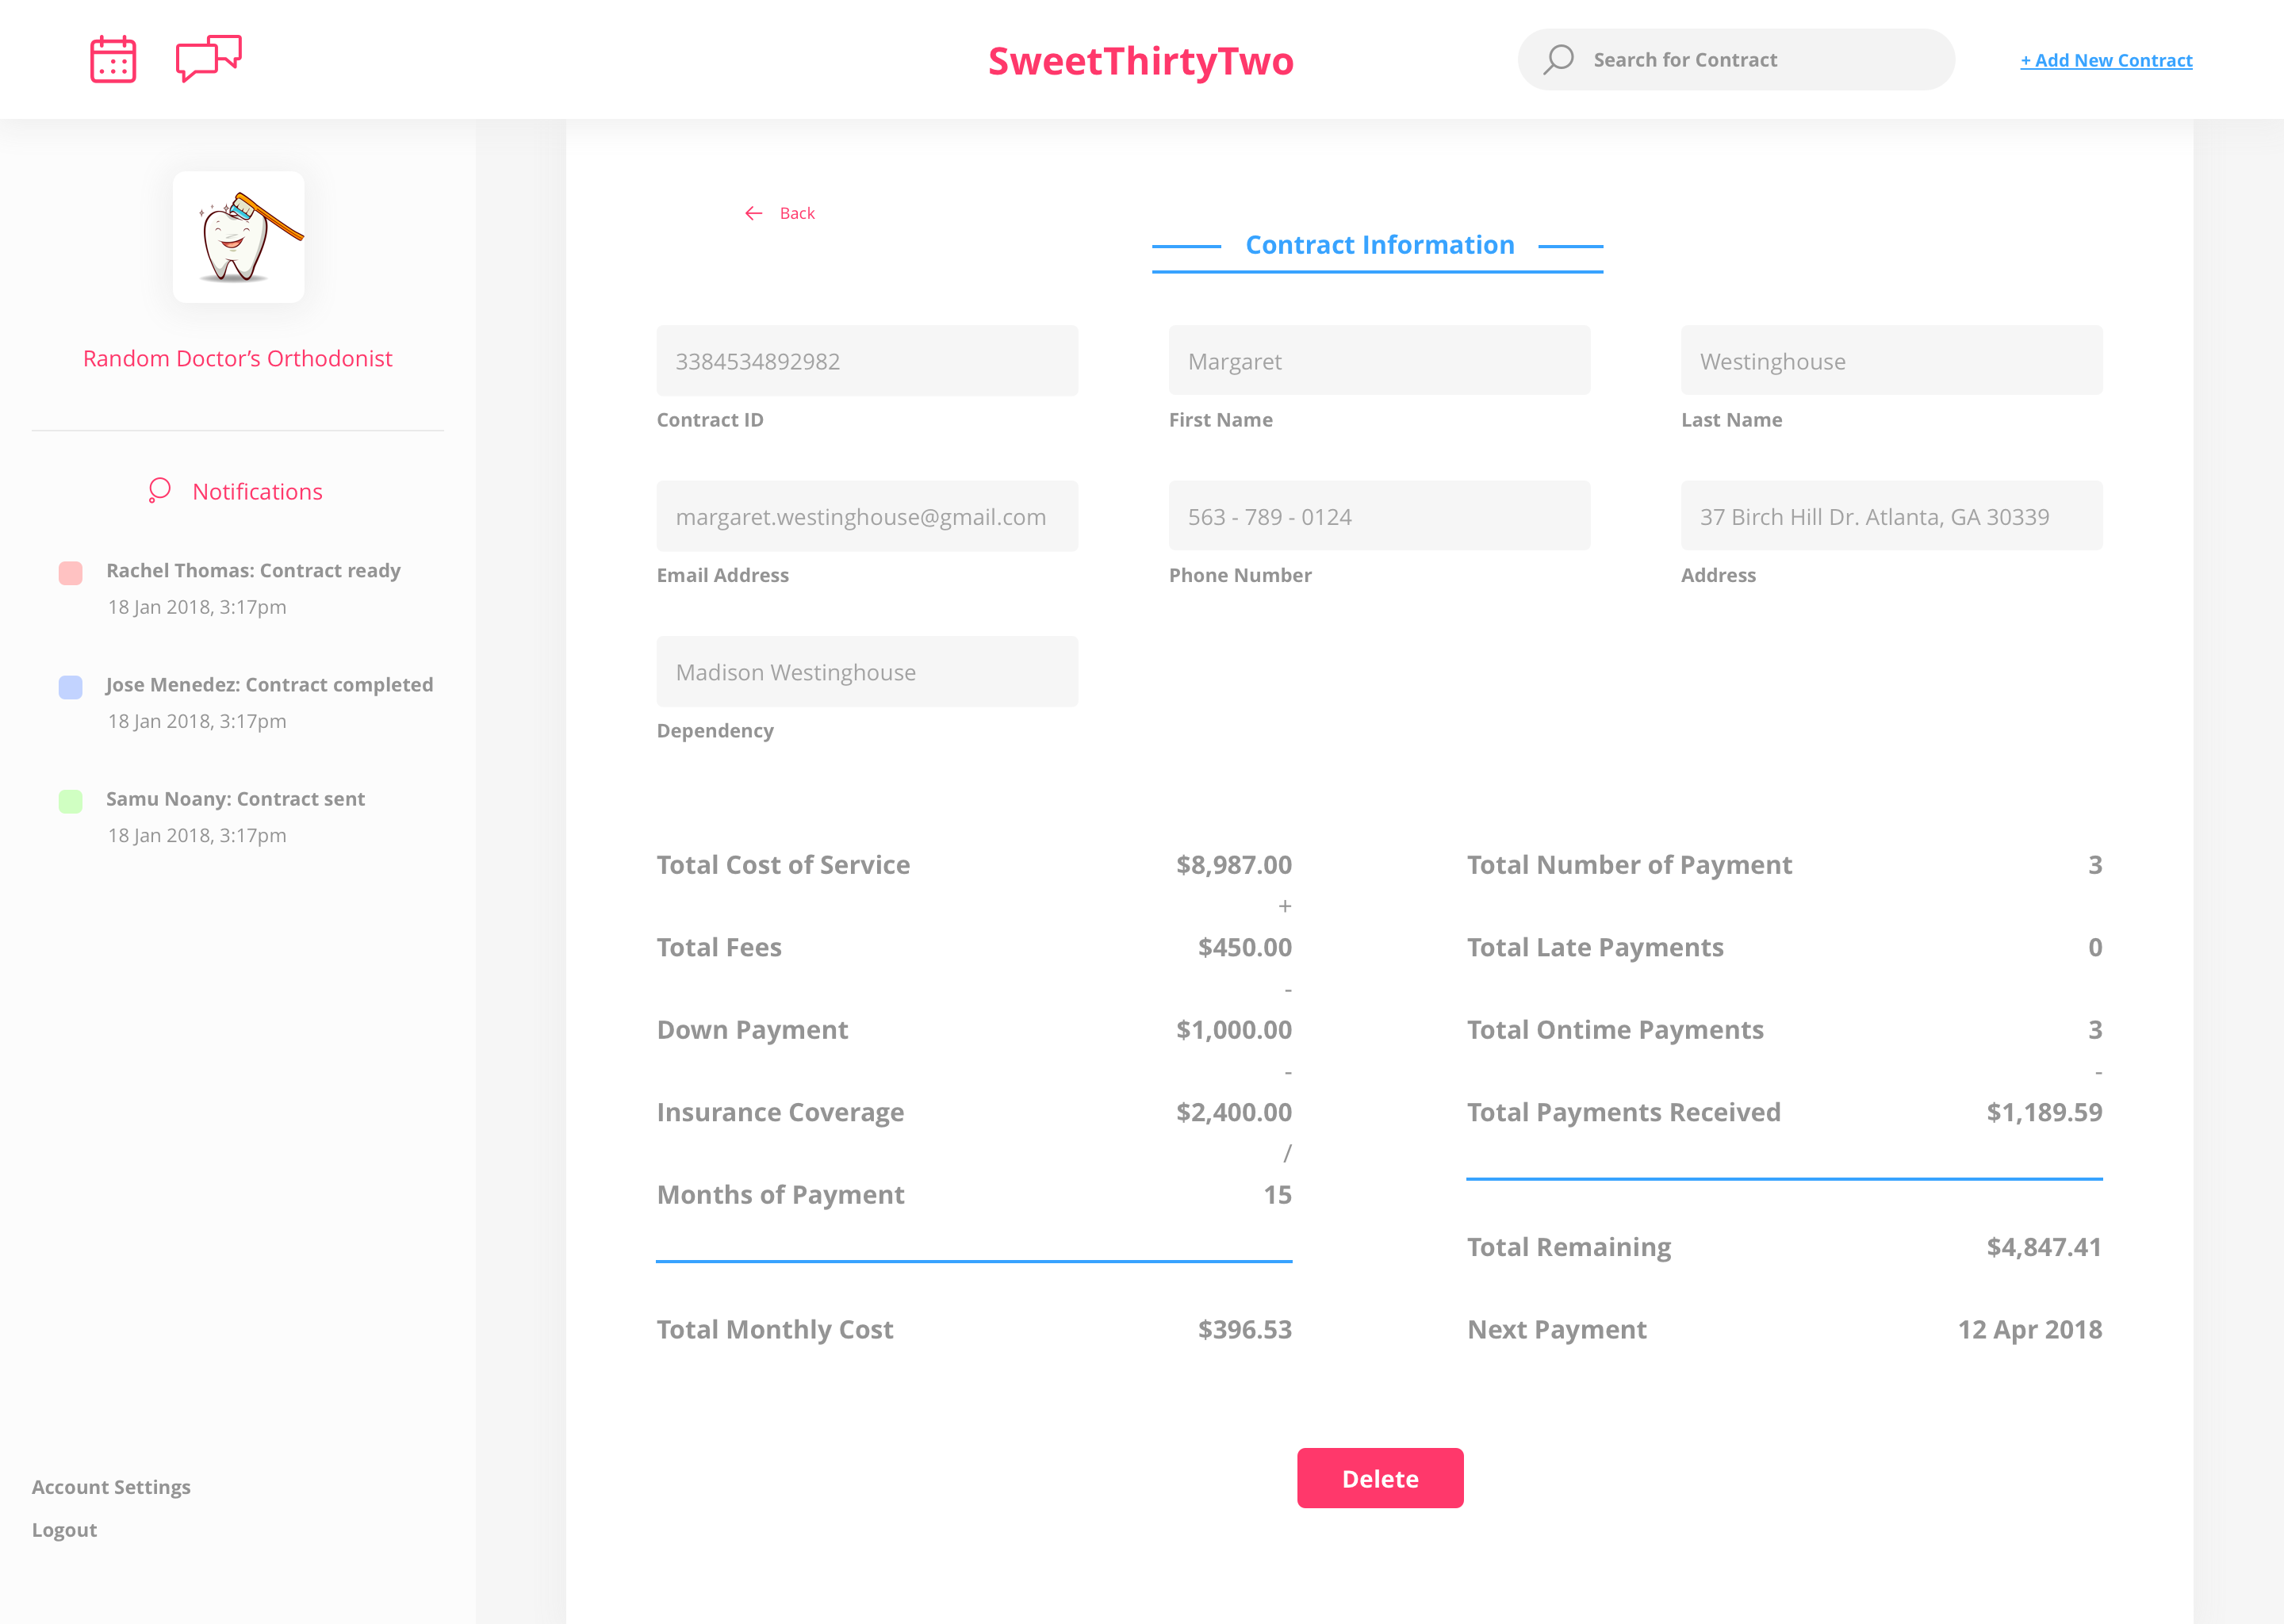 SweetThirtyTwo
Search for Contract
+ Add New Contract
Random Doctor’s Orthodonist
Notifications
Rachel Thomas: Contract ready
18 Jan 2018, 3:17pm
Jose Menedez: Contract completed
18 Jan 2018, 3:17pm
Samu Noany: Contract sent
18 Jan 2018, 3:17pm
Account Settings
Logout
Back
Contract Information
3384534892982
Contract ID
Margaret
First Name
Westinghouse
Last Name
margaret.westinghouse@gmail.com
Email Address
563 - 789 - 0124
Phone Number
37 Birch Hill Dr. Atlanta, GA 30339
Address
Madison Westinghouse
Dependency
Total Cost of Service $8,987.00
+
Total Fees $450.00
-
Down Payment $1,000.00
-
Insurance Coverage $2,400.00
/
Months of Payment 15
Total Monthly Cost $396.53
Total Number of Payment 3
Total Late Payments 0
Total Ontime Payments 3
-
Total Payments Received $1,189.59
Total Remaining $4,847.41
Next Payment 12 Apr 2018
Delete